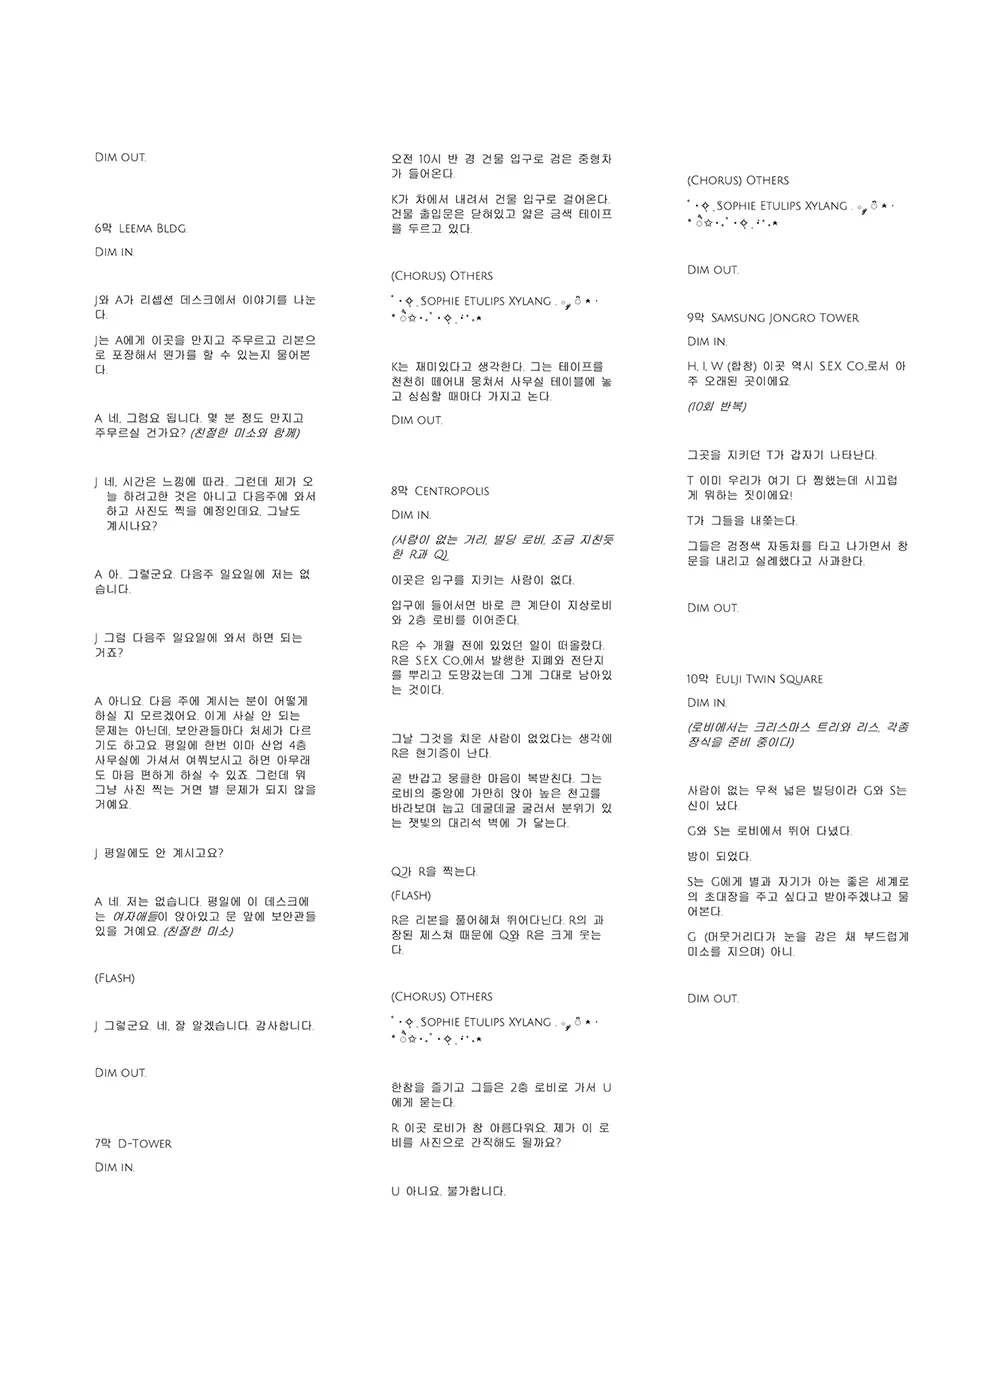 DIM OUT.
6막 LEEMA BLDG.
DIM IN.
J와 A가 리셉션 데스크에서 이야기를 나눈
다.
J는 A에게 이곳을 만지고 주무르고 리본으
로 포장해서 뭔가를 할 수 있는지 물어본
다.
A 네, 그럼요 됩니다. 몇 분 정도 만지고
주무르실 건가요? (친절한 미소와 함께)
J 네, 시간은 느낌에 따라.. 그런데 제가 오
늘 하려고한 것은 아니고 다음주에 와서
하고 사진도 찍을 예정인데요, 그날도
계시나요?
A 아. 그렇군요. 다음주 일요일에 저는 없
습니다.
J 그럼 다음주 일요일에 와서 하면 되는
거죠?
A 아니요. 다음 주에 계시는 분이 어떻게
하실 지 모르겠어요. 이게 사실 안 되는
문제는 아닌데, 보안관들마다 처세가 다르
기도 하고요. 평일에 한번 이마 산업 4층
사무실에 가셔서 여쭤보시고 하면 아무래
도 마음 편하게 하실 수 있죠. 그런데 뭐
그냥 사진 찍는 거면 별 문제가 되지 않을
거예요.
J 평일에도 안 계시고요?
A 네. 저는 없습니다. 평일에 이 데스크에
는 여자애들이 앉아있고 문 앞에 보안관들
있을 거예요. (친절한 미소)
(FLASH)
J 그렇군요. 네, 잘 알겠습니다. 감사합니다.
DIM OUT.
7막 D-TOWER
DIM IN.
오전 10시 반 경 건물 입구로 검은 중형차
가 들어온다.
K가 차에서 내려서 건물 입구로 걸어온다.
건물 출입문은 닫혀있고 얇은 금색 테이프
를 두르고 있다.
(CHORUS) OTHERS
ﾟ･✧ ̣̩SOPHIE ETULIPS XYLANG . ◦ ⸙ ･ﾟ ⋆ ･
* ੈ✩‧₊˚ ･✧ ̣̩ ⋰˚ ₊⋆
K는 재미있다고 생각한다. 그는 테이프를
천천히 떼어내 뭉쳐서 사무실 테이블에 놓
고 심심할 때마다 가지고 논다.
DIM OUT.
8막 CENTROPOLIS
DIM IN.
(사람이 없는 거리, 빌딩 로비, 조금 지친듯
한 R과 Q)
이곳은 입구를 지키는 사람이 없다.
입구에 들어서면 바로 큰 계단이 지상로비
와 2층 로비를 이어준다.
R은 수 개월 전에 있었던 일이 떠올랐다.
R은 S.EX CO.에서 발행한 지폐와 전단지
를 뿌리고 도망갔는데 그게 그대로 남아있
는 것이다.
그날 그것을 치운 사람이 없었다는 생각에
R은 현기증이 난다.
곧 반갑고 뭉클한 마음이 복받친다. 그는
로비의 중앙에 가만히 앉아 높은 천고를
바라보며 눕고 데굴데굴 굴러서 분위기 있
는 잿빛의 대리석 벽에 가 닿는다.
Q가 R을 찍는다.
(FLASH)
R은 리본을 풀어헤쳐 뛰어다닌다. R의 과
장된 제스쳐 때문에 Q와 R은 크게 웃는
다.
(CHORUS) OTHERS
ﾟ･✧ ̣̩SOPHIE ETULIPS XYLANG . ◦ ⸙ ･ﾟ ⋆ ･
* ੈ✩‧₊˚ ･✧ ̣̩ ⋰˚ ₊⋆
한참을 즐기고 그들은 2층 로비로 가서 U
에게 묻는다.
R 이곳 로비가 참 아름다워요. 제가 이 로
비를 사진으로 간직해도 될까요?
U 아니요. 불가합니다.
(CHORUS) OTHERS
ﾟ･✧ ̣̩SOPHIE ETULIPS XYLANG . ◦ ⸙ ･ﾟ ⋆ ･
* ੈ✩‧₊˚ ･✧ ̣̩ ⋰˚ ₊⋆
DIM OUT.
9막 SAMSUNG JONGRO TOWER
DIM IN.
H, I, W (합창) 이곳 역시 S.EX CO.로서 아
주 오래된 곳이에요.
(10회 반복)
그곳을 지키던 T가 갑자기 나타난다.
T 이미 우리가 여기 다 찜했는데 시끄럽
게 뭐하는 짓이에요!
T가 그들을 내쫓는다.
그들은 검정색 자동차를 타고 나가면서 창
문을 내리고 실례했다고 사과한다.
DIM OUT.
10막 EULJI TWIN SQUARE
DIM IN.
(로비에서는 크리스마스 트리와 리스, 각종
장식을 준비 중이다)
사람이 없는 무척 넓은 빌딩이라 G와 S는
신이 났다.
G와 S는 로비에서 뛰어 다녔다.
밤이 되었다.
S는 G에게 별과 자기가 아는 좋은 세계로
의 초대장을 주고 싶다고 받아주겠냐고 물
어본다.
G (머뭇거리다가 눈을 감은 채 부드럽게
미소를 지으며) 아니.
DIM OUT.